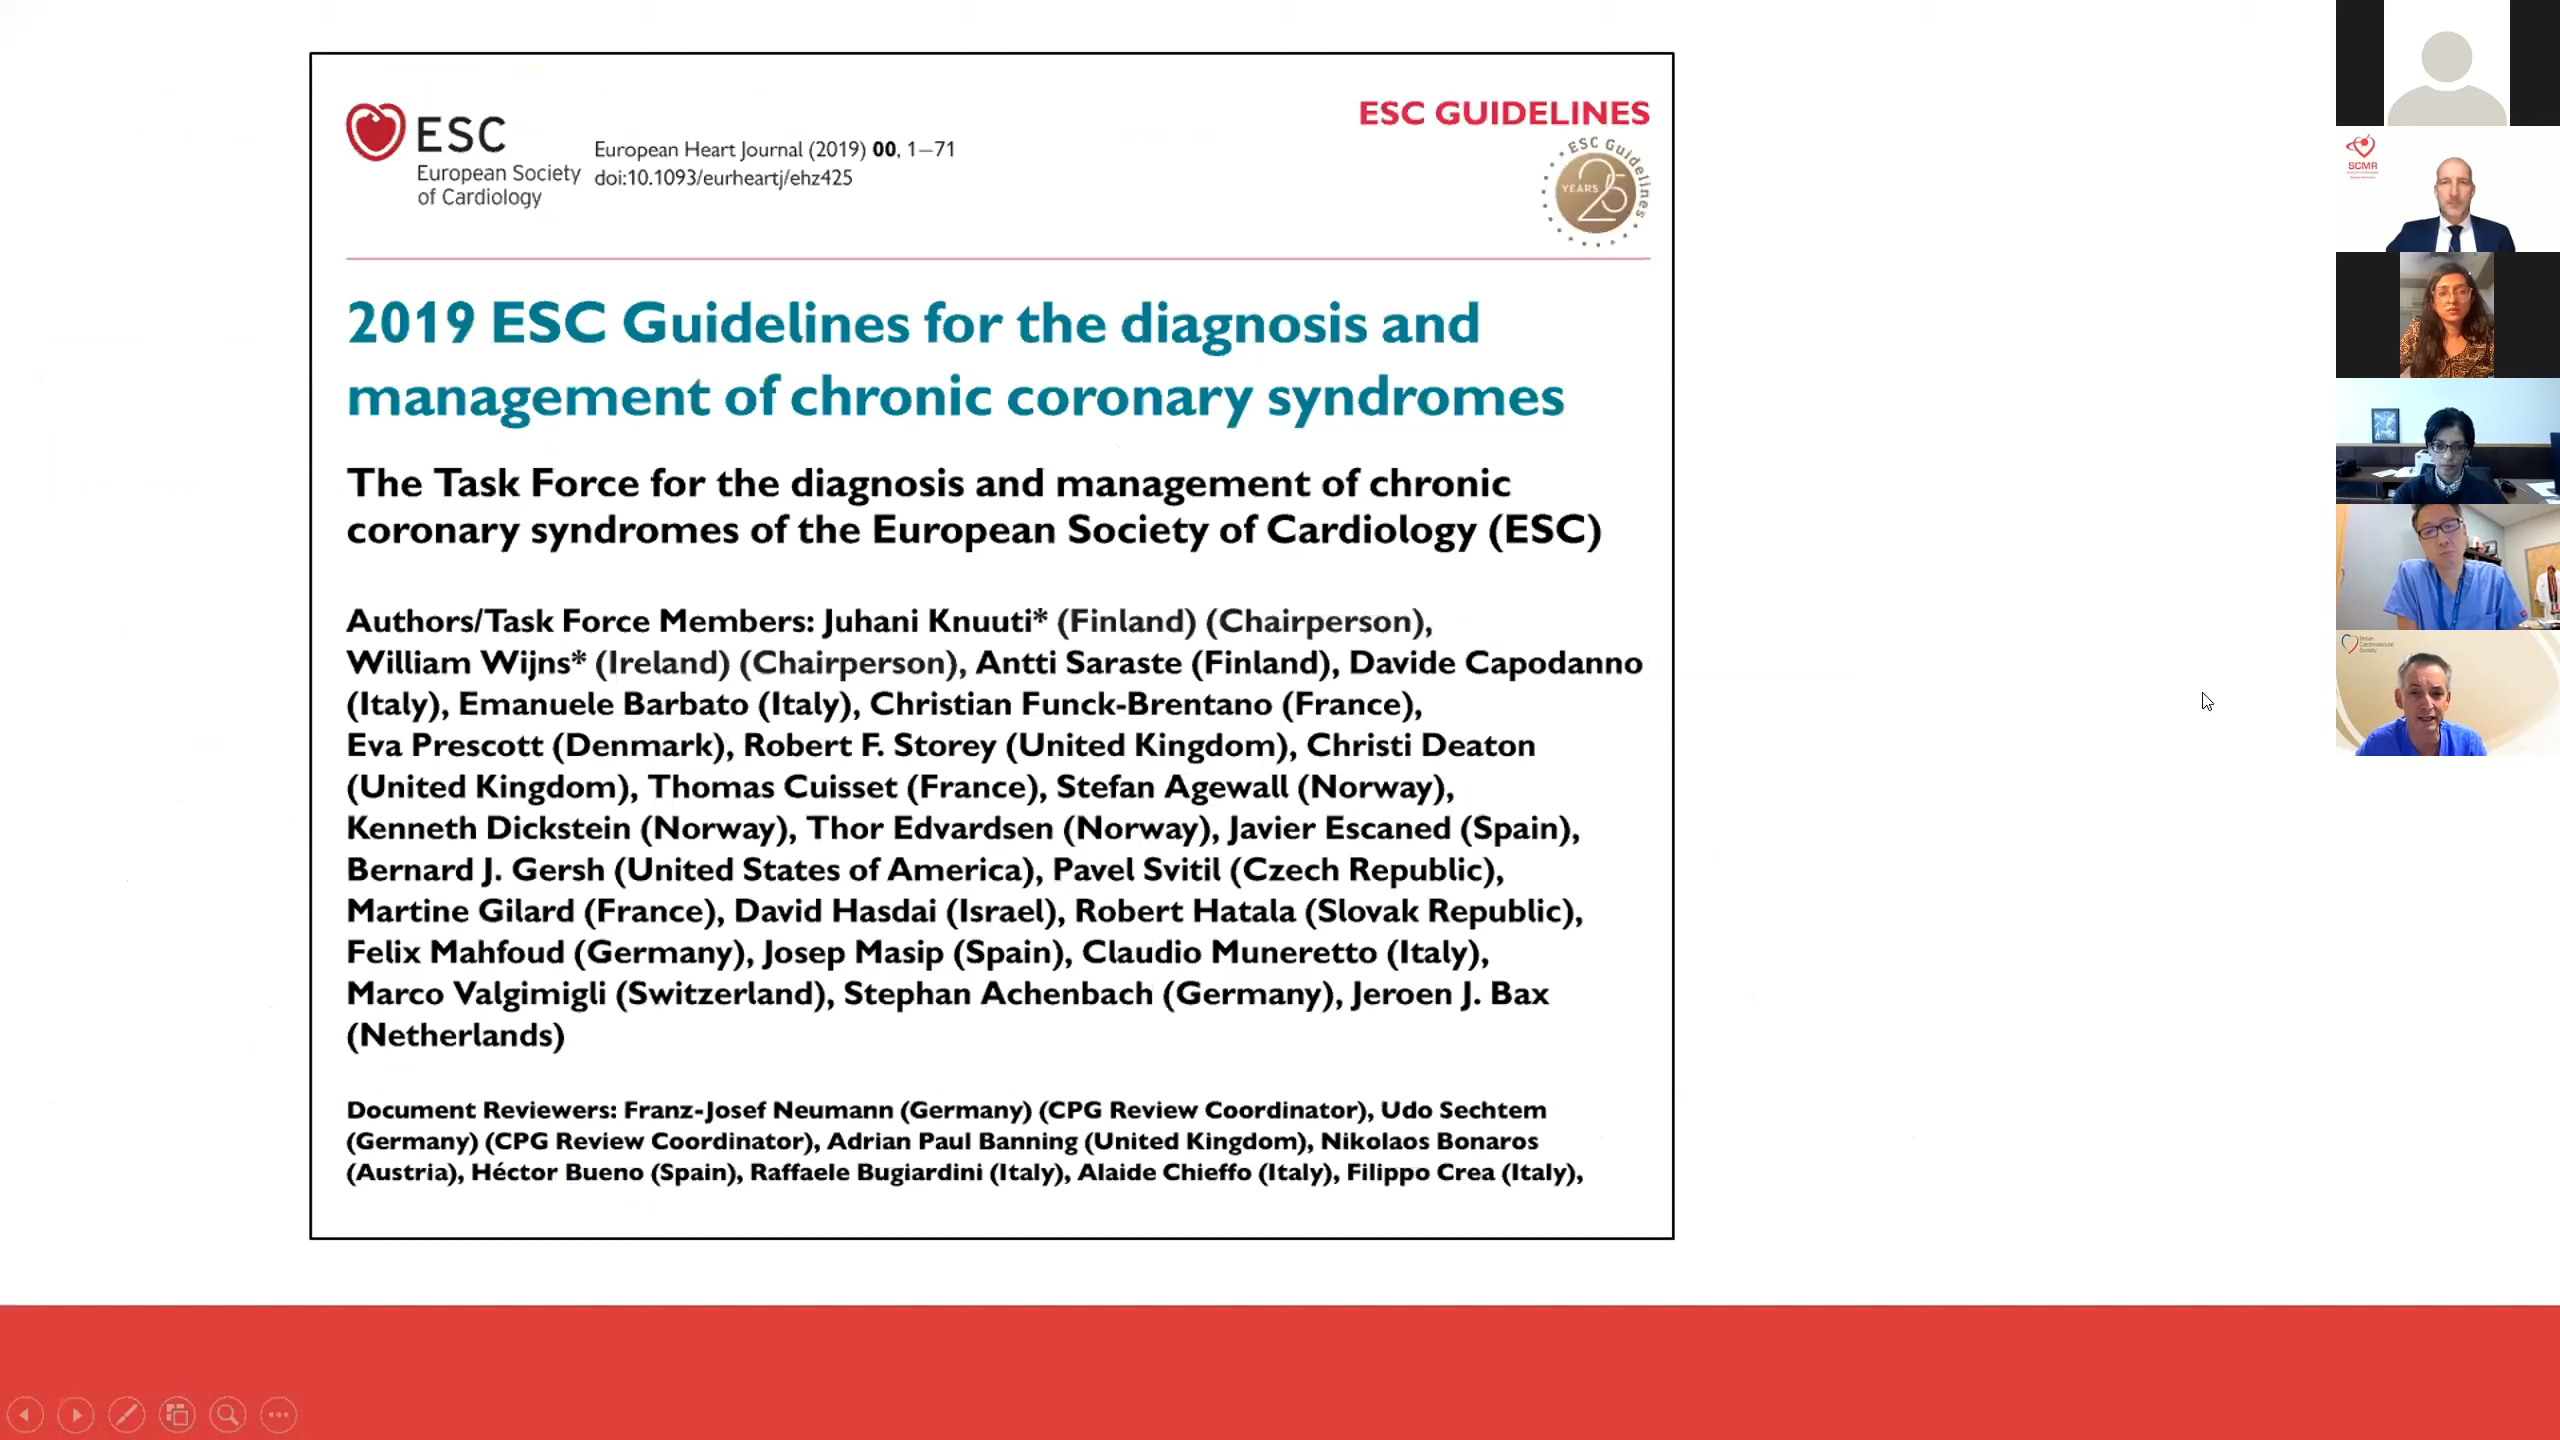 ESC
European Society
of Cardiology
European Heart Journal (2019) 00, 1–71
doi:10.1093/eurheartj/ehz425
ESC GUIDELINES
ESC Guidelines
YEARS 25
2019 ESC Guidelines for the diagnosis and
management of chronic coronary syndromes
The Task Force for the diagnosis and management of chronic
coronary syndromes of the European Society of Cardiology (ESC)
Authors/Task Force Members: Juhani Knuuti* (Finland) (Chairperson),
William Wijns* (Ireland) (Chairperson), Antti Saraste (Finland), Davide Capodanno
(Italy), Emanuele Barbato (Italy), Christian Funck-Brentano (France),
Eva Prescott (Denmark), Robert F. Storey (United Kingdom), Christi Deaton
(United Kingdom), Thomas Cuisset (France), Stefan Agewall (Norway),
Kenneth Dickstein (Norway), Thor Edvardsen (Norway), Javier Escaned (Spain),
Bernard J. Gersh (United States of America), Pavel Svitil (Czech Republic),
Martine Gilard (France), David Hasdai (Israel), Robert Hatala (Slovak Republic),
Felix Mahfoud (Germany), Josep Masip (Spain), Claudio Muneretto (Italy),
Marco Valgimigli (Switzerland), Stephan Achenbach (Germany), Jeroen J. Bax
(Netherlands)
Document Reviewers: Franz-Josef Neumann (Germany) (CPG Review Coordinator), Udo Sechtem
(Germany) (CPG Review Coordinator), Adrian Paul Banning (United Kingdom), Nikolaos Bonaros
(Austria), Héctor Bueno (Spain), Raffaele Bugiardini (Italy), Alaide Chieffo (Italy), Filippo Crea (Italy),
SCMR
British
Cardiovascular
Society